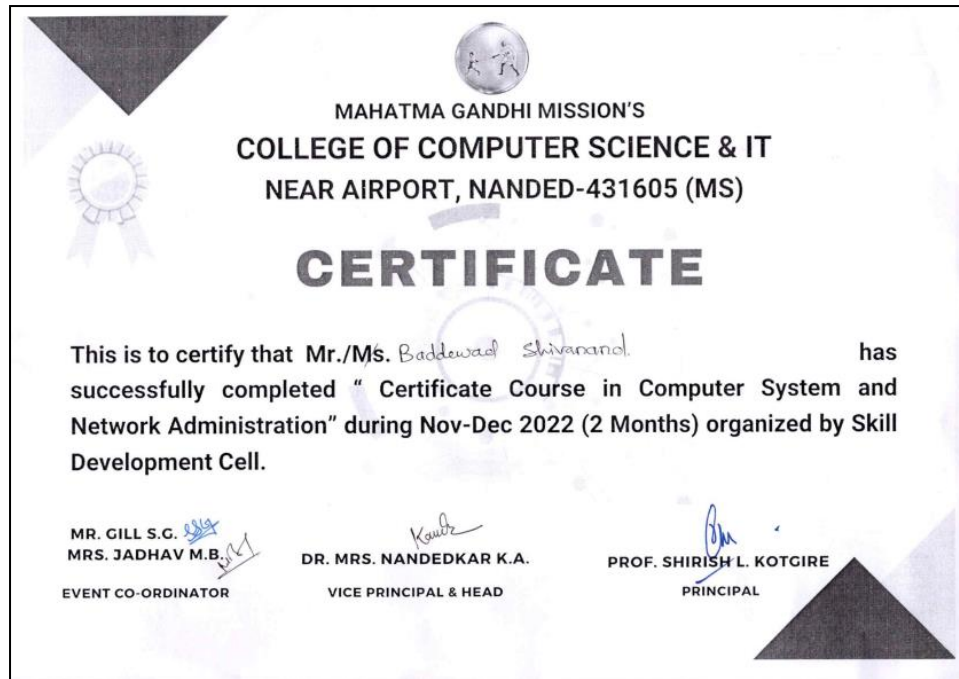 MAHATMA GANDHI MISSION'S
COLLEGE OF COMPUTER SCIENCE & IT
NEAR AIRPORT, NANDED-431605 (MS)
CERTIFICATE
This is to certify that Mr./Ms. Baddewad Shivanand. has
successfully completed “ Certificate Course in Computer System and
Network Administration” during Nov-Dec 2022 (2 Months) organized by Skill
Development Cell.
MR. GILL S.G.
MRS. JADHAV M.B.
EVENT CO-ORDINATOR
DR. MRS. NANDEDKAR K.A.
VICE PRINCIPAL & HEAD
PROF. SHIRISH L. KOTGIRE
PRINCIPAL